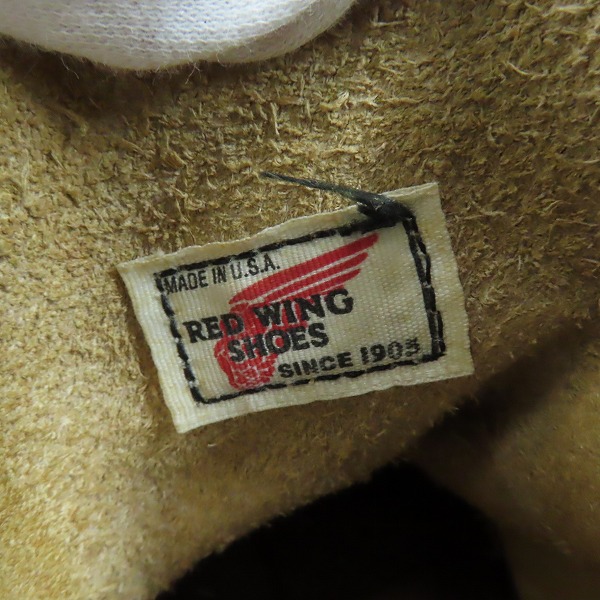 MADE IN U.S.A.
RED WING
SHOES
SINCE 1905